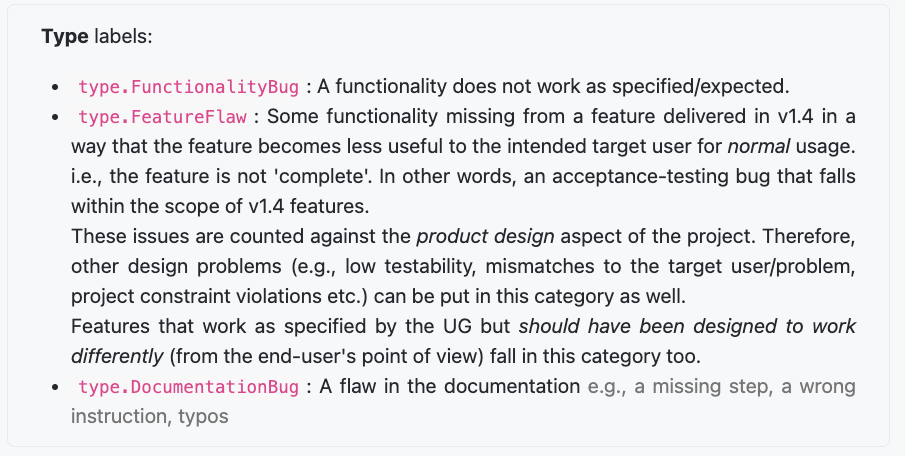 Type labels:
• type.FunctionalityBug : A functionality does not work as specified/expected.
• type.FeatureFlaw : Some functionality missing from a feature delivered in v1.4 in a
way that the feature becomes less useful to the intended target user for normal usage.
i.e., the feature is not 'complete'. In other words, an acceptance-testing bug that falls
within the scope of v1.4 features.
These issues are counted against the product design aspect of the project. Therefore,
other design problems (e.g., low testability, mismatches to the target user/problem,
project constraint violations etc.) can be put in this category as well.
Features that work as specified by the UG but should have been designed to work
differently (from the end-user's point of view) fall in this category too.
• type.DocumentationBug : A flaw in the documentation e.g., a missing step, a wrong
instruction, typos